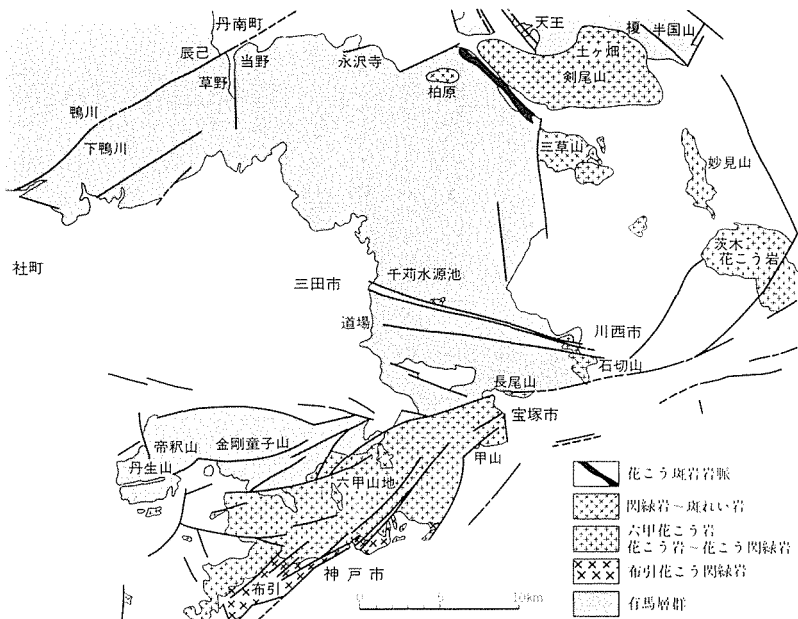 丹南町
天王
榎 半国山
土ヶ畑
辰己
当野
永沢寺
草野
柏原
剣尾山
鴨川
下鴨川
三草山
妙見山
茨木
花こう岩
社町
千苅水源池
三田市
道場
川西市
石切山
長尾山
宝塚市
帝釈山
金剛童子山
甲山
丹生山
六甲山地
神戸市
布引
0 5 10km
花こう斑岩岩脈
閃緑岩～斑れい岩
六甲花こう岩
花こう岩～花こう閃緑岩
布引花こう閃緑岩
有馬層群